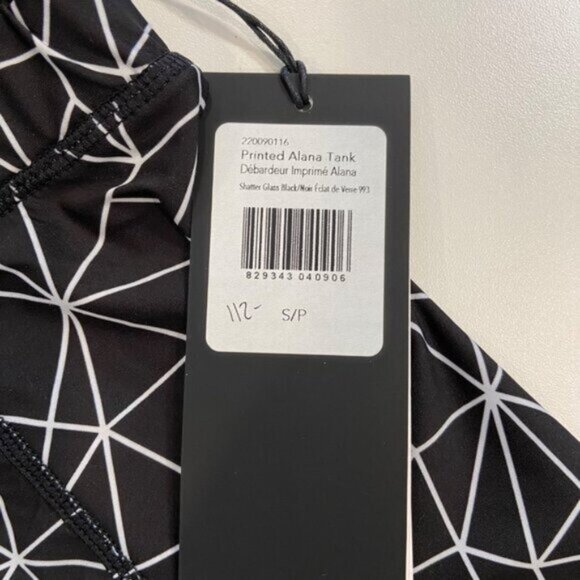 220090116
Printed Alana Tank
Débardeur Imprimé Alana
Shatter Glass Black/Noir Éclat de Verre 993
829343 040906
112-
S/P